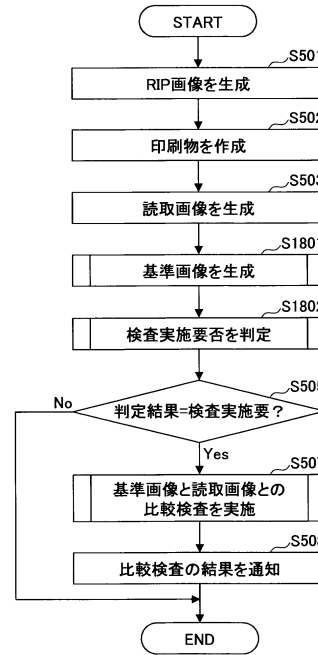 START
S501
RIP画像を生成
S502
印刷物を作成
S503
読取画像を生成
S1801
基準画像を生成
S1802
検査実施要否を判定
S505
No
判定結果=検査実施要?
Yes
S507
基準画像と読取画像との
比較検査を実施
S508
比較検査の結果を通知
END